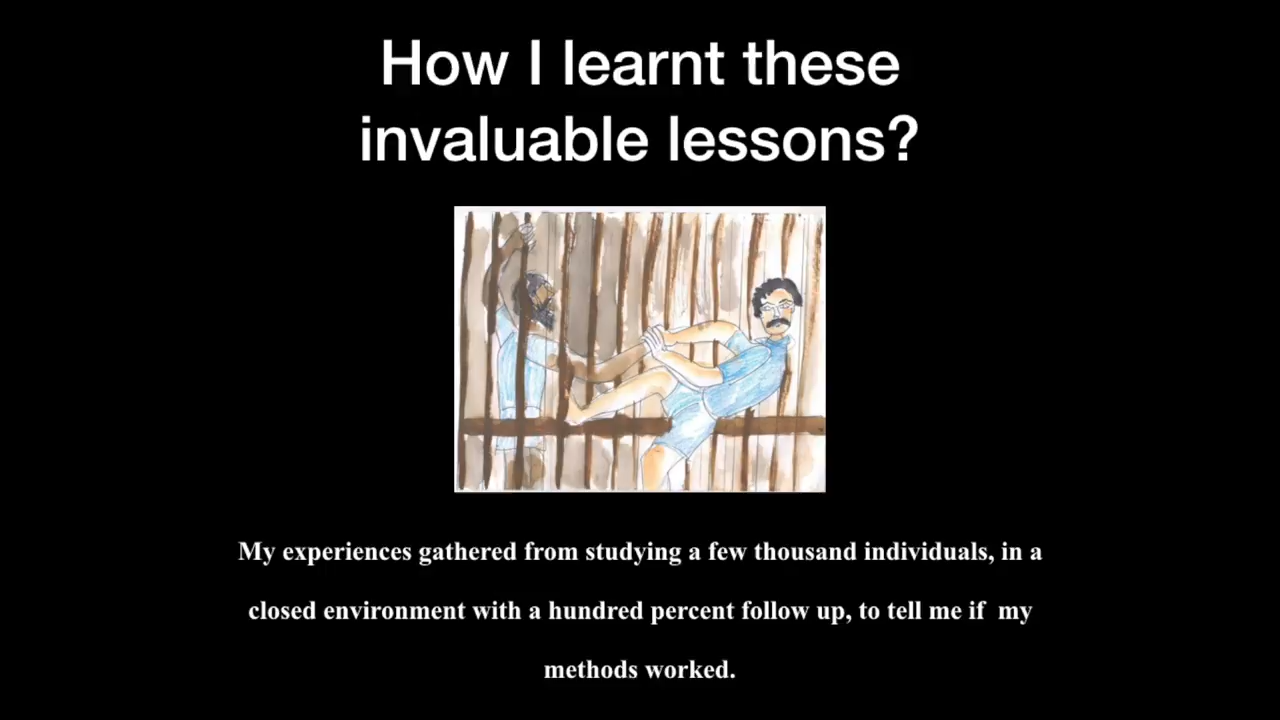 How I learnt these
invaluable lessons?
My experiences gathered from studying a few thousand individuals, in a
closed environment with a hundred percent follow up, to tell me if my
methods worked.